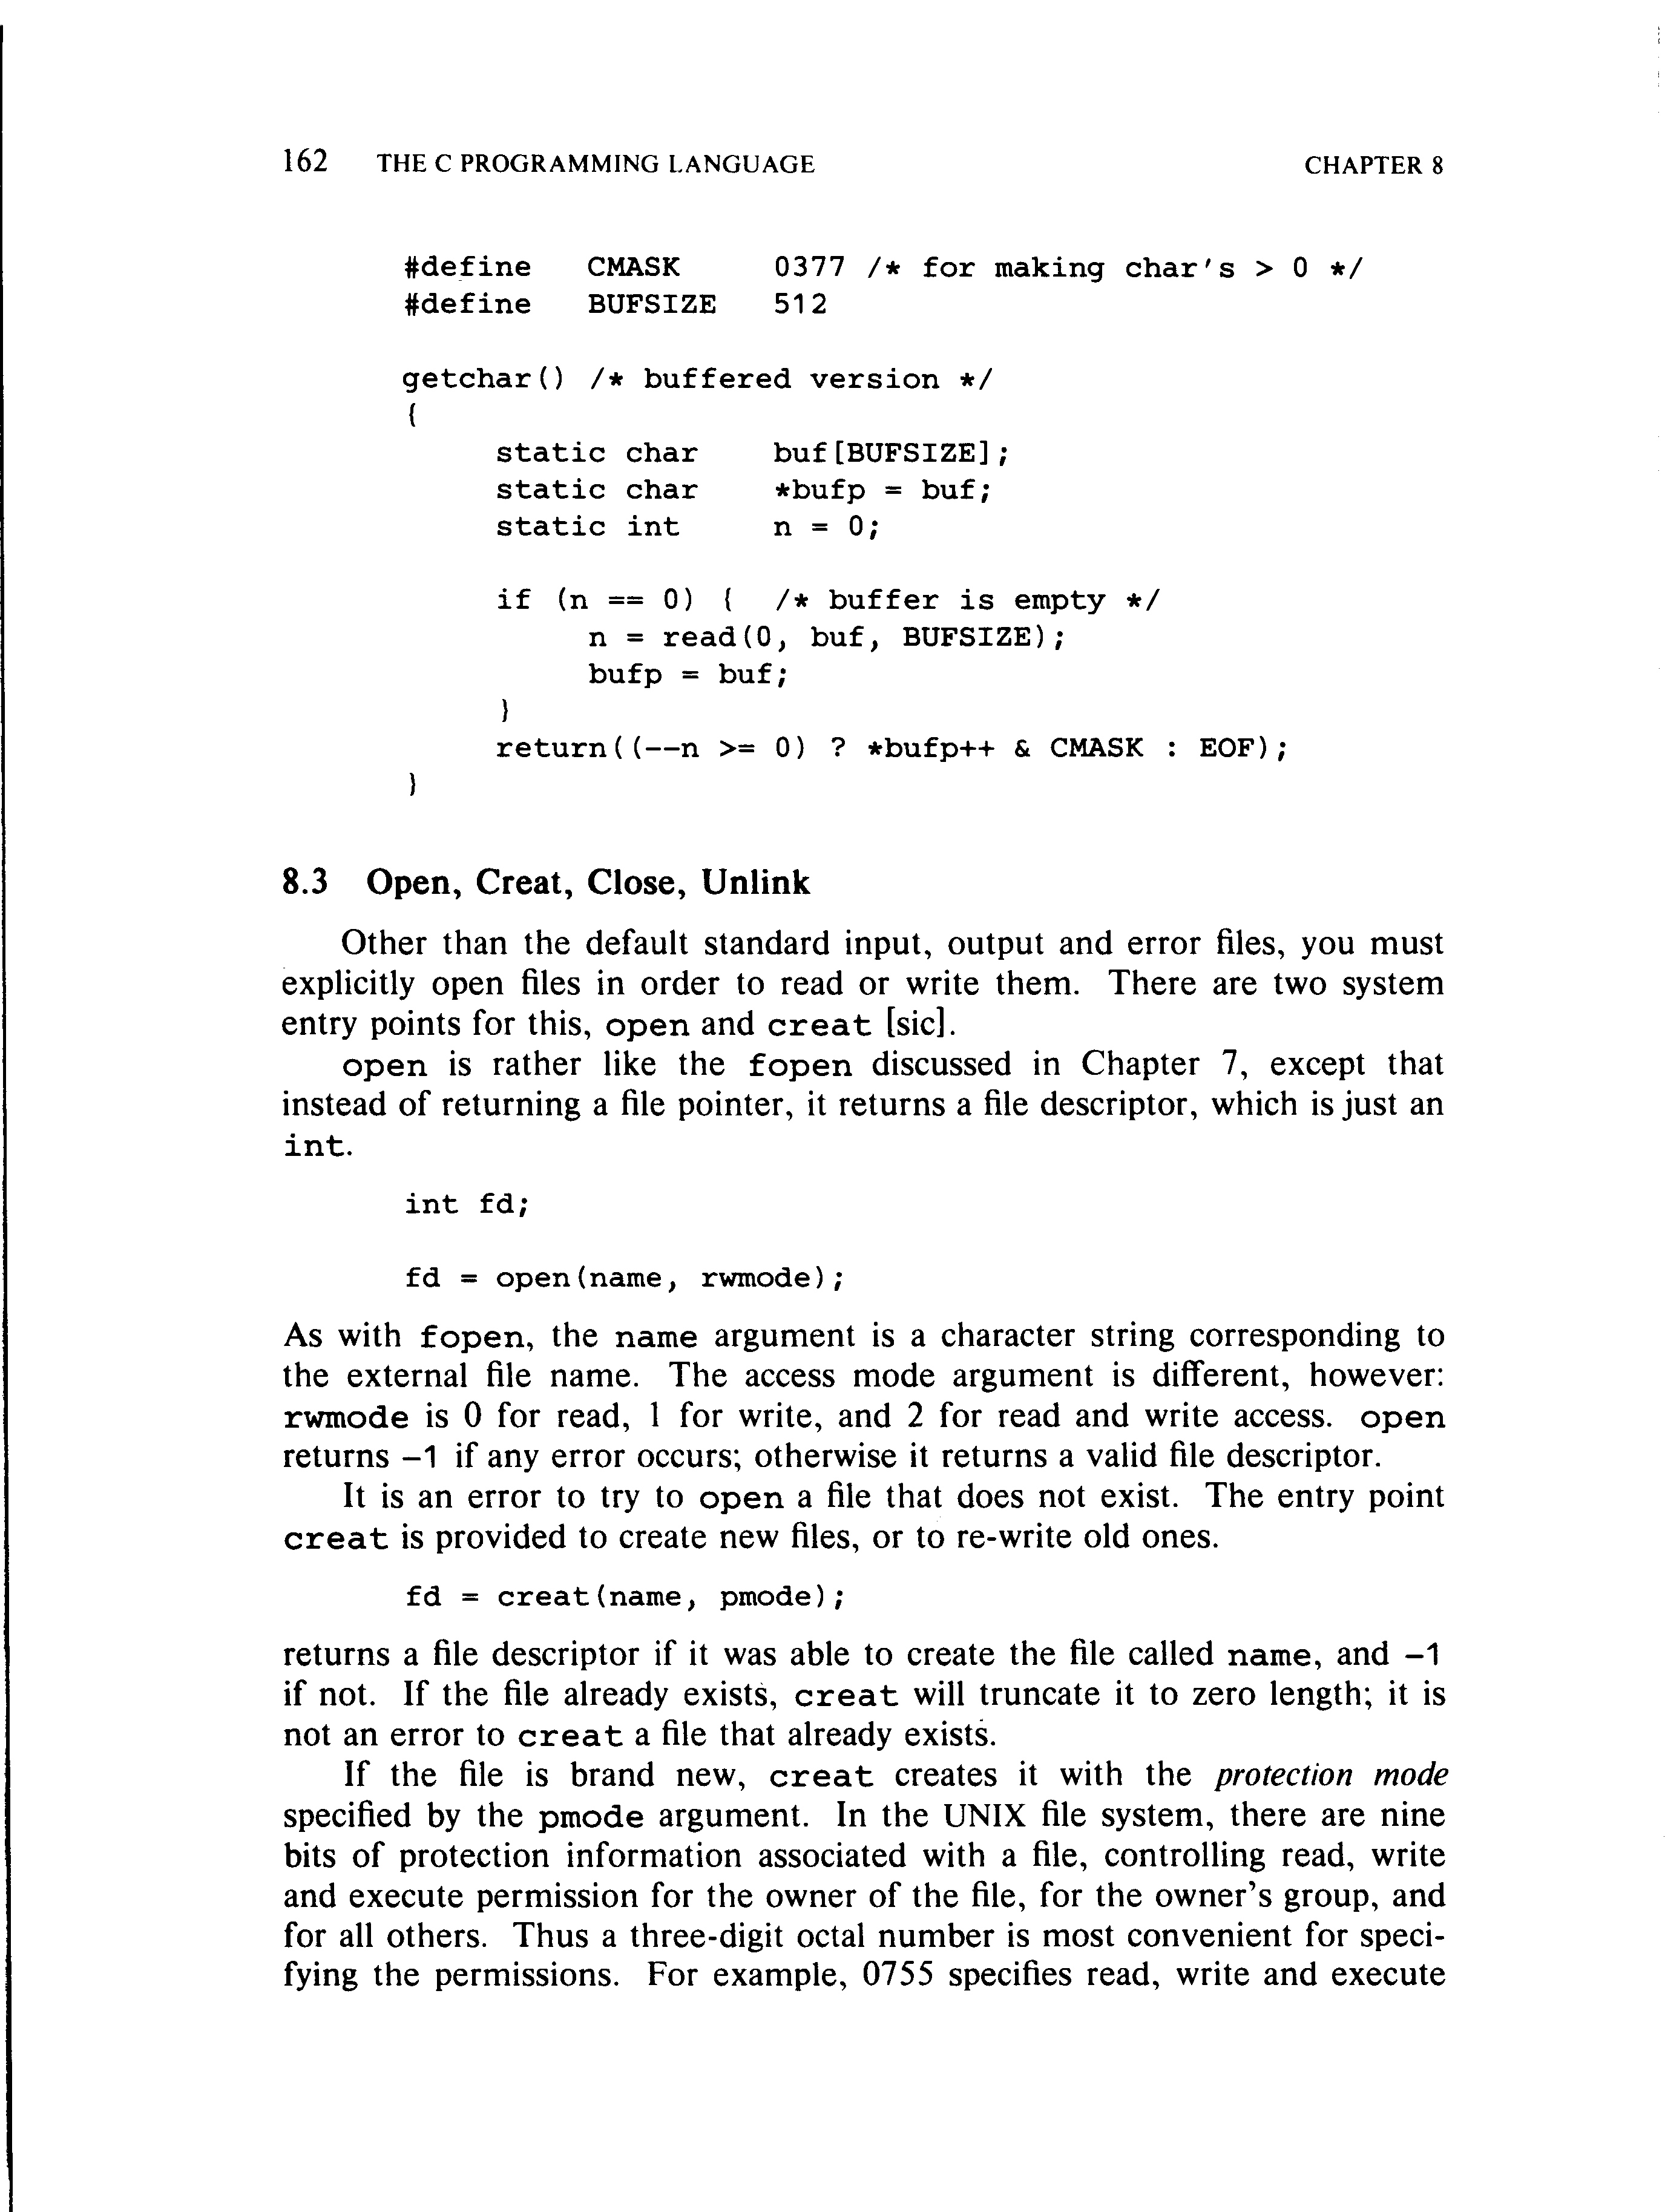 162 THE C PROGRAMMING LANGUAGE CHAPTER 8
#define CMASK 0377 /* for making char's > 0 */
#define BUFSIZE 512
getchar() /* buffered version */
{
static char buf[BUFSIZE];
static char *bufp = buf;
static int n = 0;
if (n == 0) { /* buffer is empty */
n = read(0, buf, BUFSIZE);
bufp = buf;
}
return((--n >= 0) ? *bufp++ & CMASK : EOF);
}
8.3 Open, Creat, Close, Unlink
Other than the default standard input, output and error files, you must
explicitly open files in order to read or write them. There are two system
entry points for this, open and creat [sic].
open is rather like the fopen discussed in Chapter 7, except that
instead of returning a file pointer, it returns a file descriptor, which is just an
int.
int fd;
fd = open(name, rwmode);
As with fopen, the name argument is a character string corresponding to
the external file name. The access mode argument is different, however:
rwmode is 0 for read, 1 for write, and 2 for read and write access. open
returns −1 if any error occurs; otherwise it returns a valid file descriptor.
It is an error to try to open a file that does not exist. The entry point
creat is provided to create new files, or to re-write old ones.
fd = creat(name, pmode);
returns a file descriptor if it was able to create the file called name, and −1
if not. If the file already exists, creat will truncate it to zero length; it is
not an error to creat a file that already exists.
If the file is brand new, creat creates it with the protection mode
specified by the pmode argument. In the UNIX file system, there are nine
bits of protection information associated with a file, controlling read, write
and execute permission for the owner of the file, for the owner's group, and
for all others. Thus a three-digit octal number is most convenient for speci-
fying the permissions. For example, 0755 specifies read, write and execute